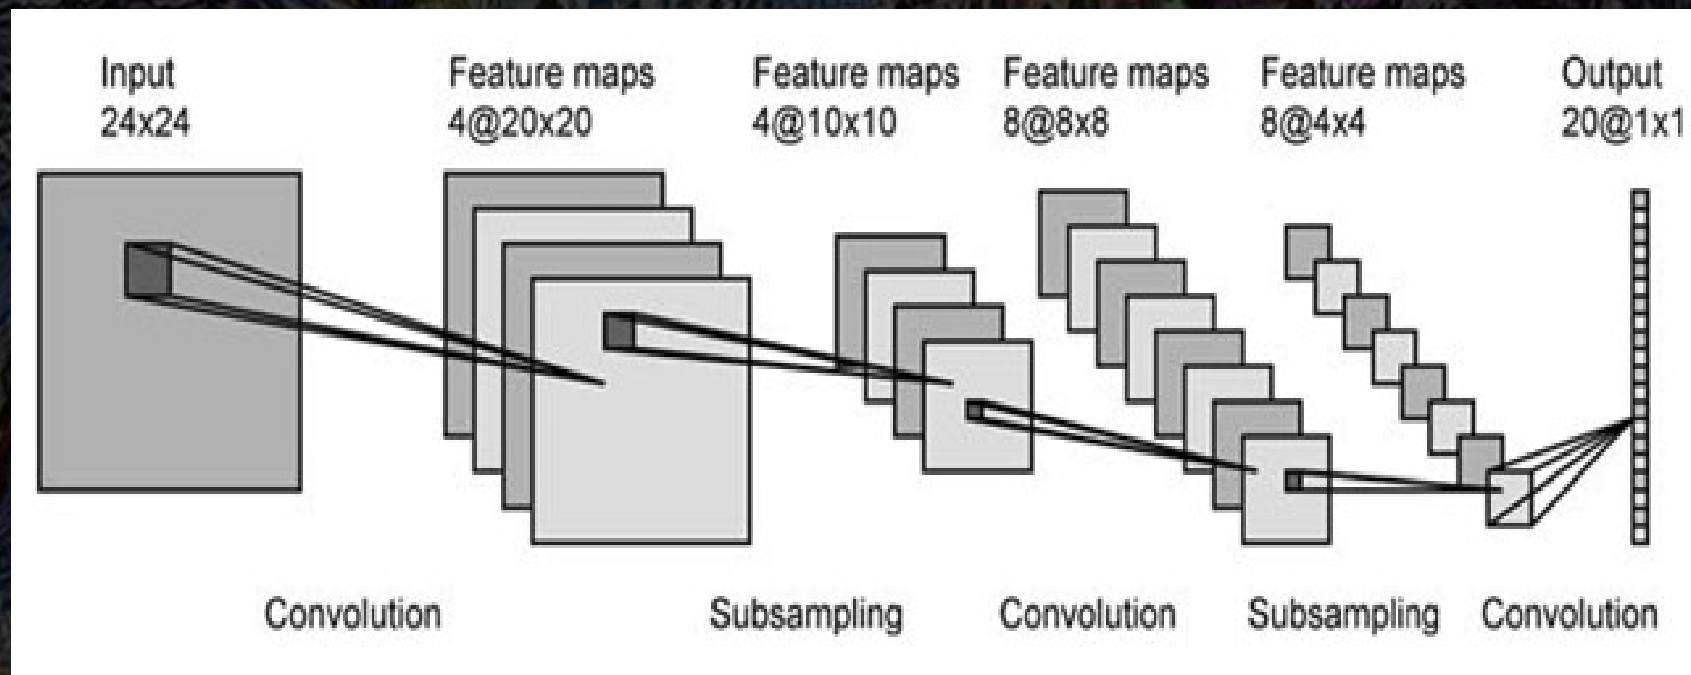 Input
24x24
Feature maps
4@20x20
Feature maps
4@10x10
Feature maps
8@8x8
Feature maps
8@4x4
Output
20@1x1
Convolution
Subsampling
Convolution
Subsampling
Convolution